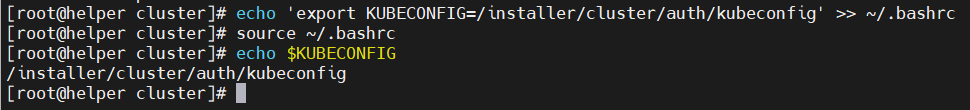 [root@helper cluster]# echo 'export KUBECONFIG=/installer/cluster/auth/kubeconfig' >> ~/.bashrc
[root@helper cluster]# source ~/.bashrc
[root@helper cluster]# echo $KUBECONFIG
/installer/cluster/auth/kubeconfig
[root@helper cluster]#